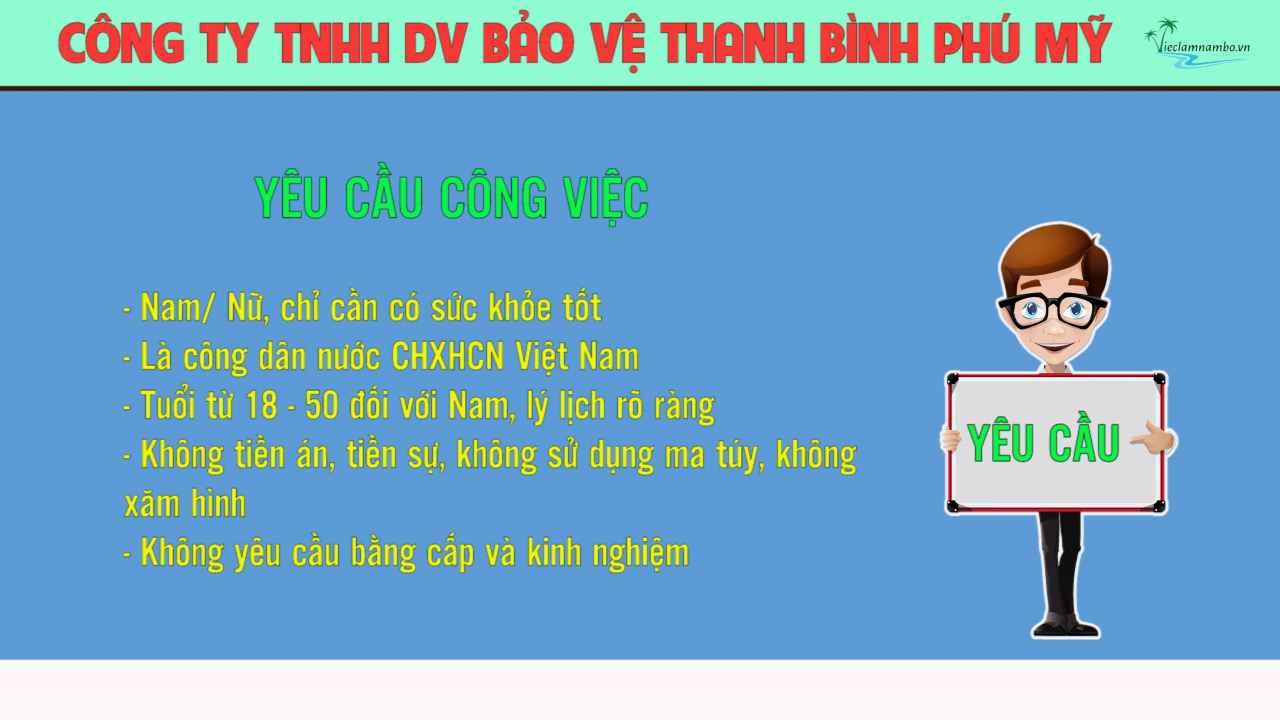 CÔNG TY TNHH DV BẢO VỆ THANH BÌNH PHÚ MỸ
Vieclamnambo.vn
YÊU CẦU CÔNG VIỆC
- Nam/ Nữ, chỉ cần có sức khỏe tốt
- Là công dân nước CHXHCN Việt Nam
- Tuổi từ 18 - 50 đối với Nam, lý lịch rõ ràng
- Không tiền án, tiền sự, không sử dụng ma túy, không
xăm hình
- Không yêu cầu bằng cấp và kinh nghiệm
YÊU CẦU